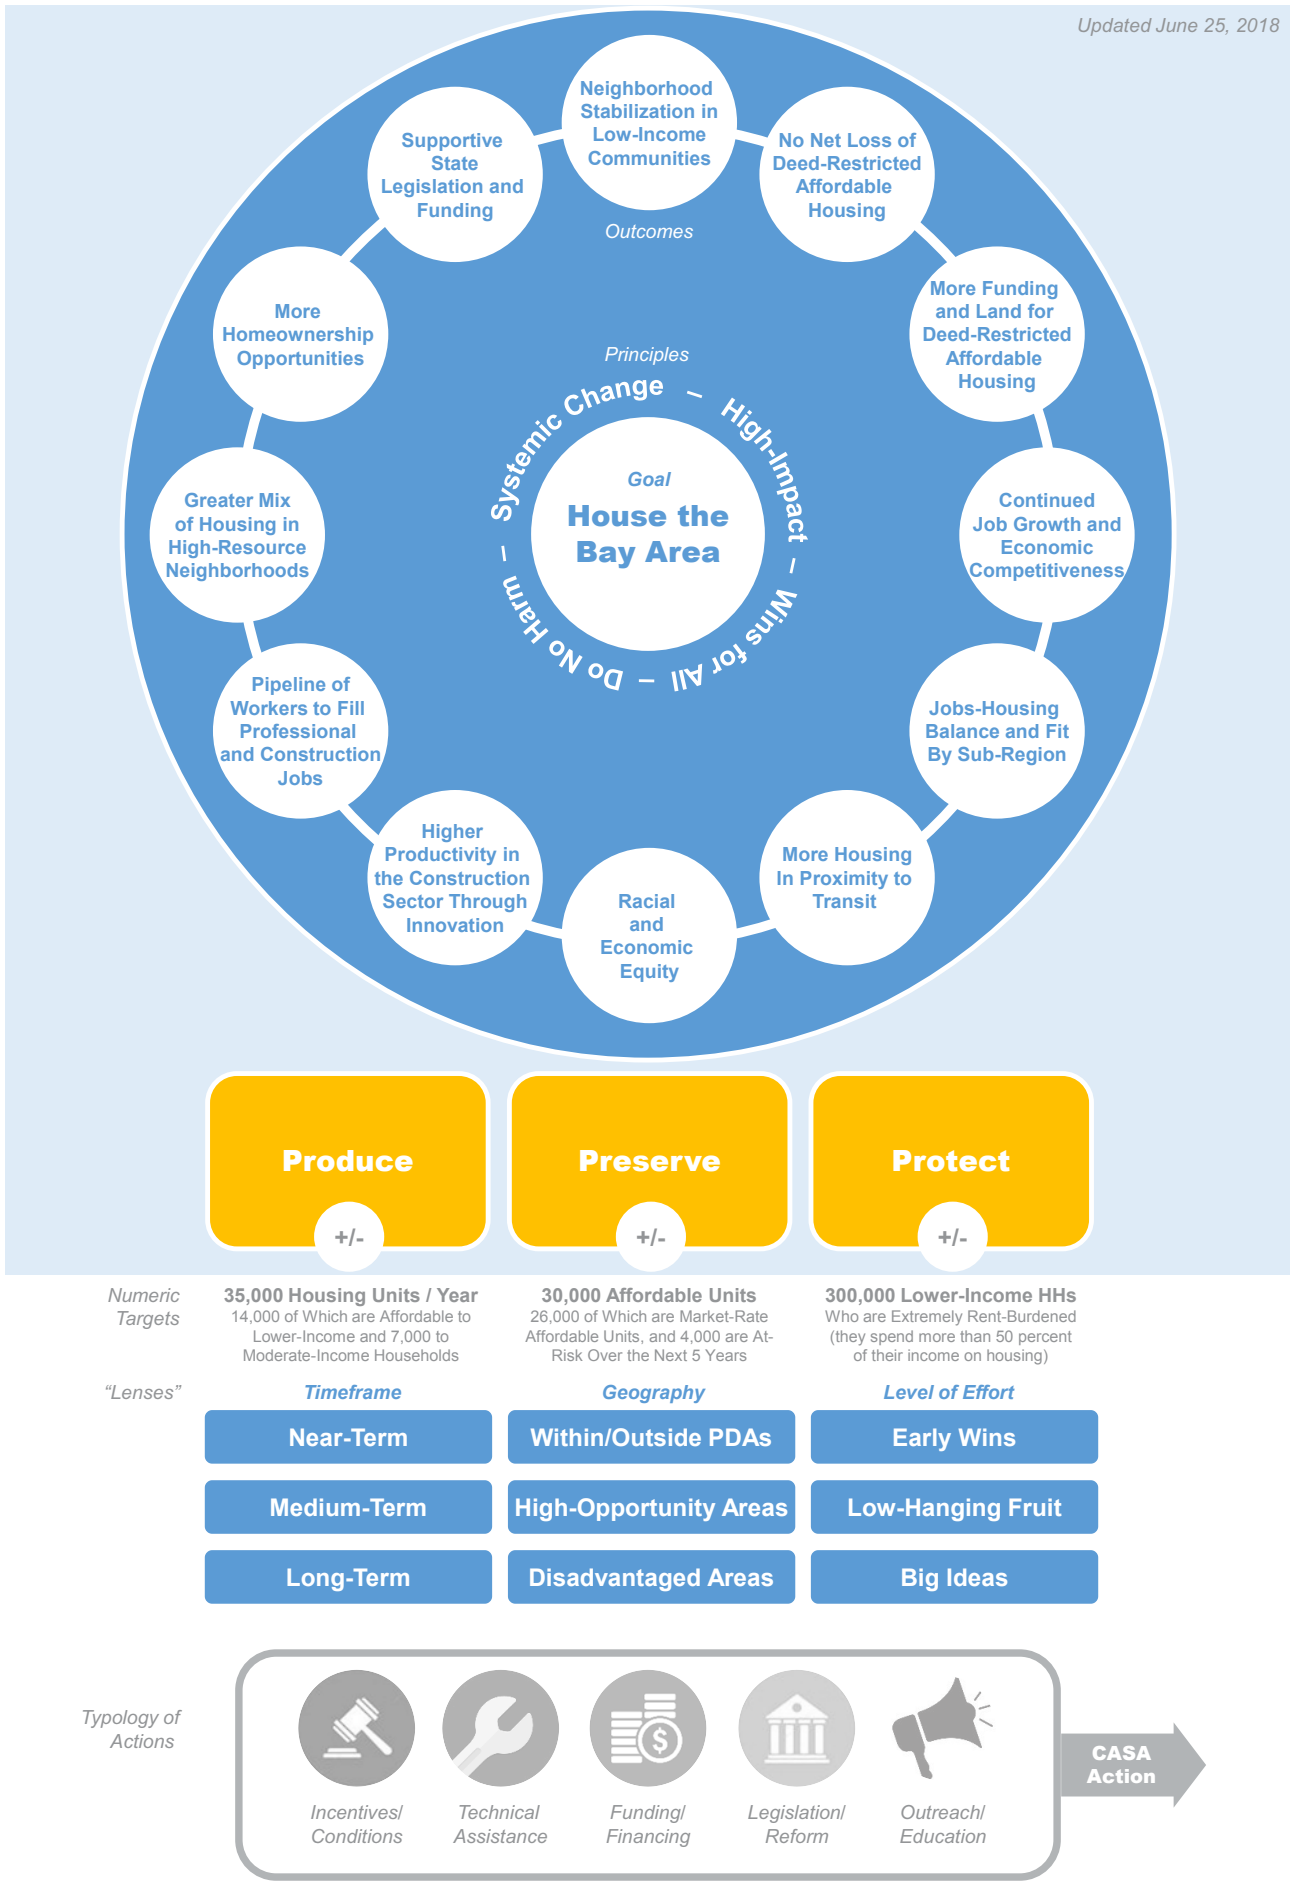 Updated June 25, 2018
Neighborhood
Stabilization in
Low-Income
Communities
No Net Loss of
Deed-Restricted
Affordable
Housing
More Funding
and Land for
Deed-Restricted
Affordable
Housing
Continued
Job Growth and
Economic
Competitiveness
Jobs-Housing
Balance and Fit
By Sub-Region
More Housing
In Proximity to
Transit
Racial
and
Economic
Equity
Higher
Productivity in
the Construction
Sector Through
Innovation
Pipeline of
Workers to Fill
Professional
and Construction
Jobs
Greater Mix
of Housing in
High-Resource
Neighborhoods
More
Homeownership
Opportunities
Supportive
State
Legislation and
Funding
Outcomes
Principles
Systemic Change – High-Impact – Wins for All – Do No Harm –
Goal
House the
Bay Area
Produce
+/-
Preserve
+/-
Protect
+/-
Numeric
Targets
35,000 Housing Units / Year
14,000 of Which are Affordable to
Lower-Income and 7,000 to
Moderate-Income Households
30,000 Affordable Units
26,000 of Which are Market-Rate
Affordable Units, and 4,000 are At-
Risk Over the Next 5 Years
300,000 Lower-Income HHs
Who are Extremely Rent-Burdened
(they spend more than 50 percent
of their income on housing)
“Lenses”
Timeframe
Near-Term
Medium-Term
Long-Term
Geography
Within/Outside PDAs
High-Opportunity Areas
Disadvantaged Areas
Level of Effort
Early Wins
Low-Hanging Fruit
Big Ideas
Typology of
Actions
$
Incentives/
Conditions
Technical
Assistance
Funding/
Financing
Legislation/
Reform
Outreach/
Education
CASA
Action